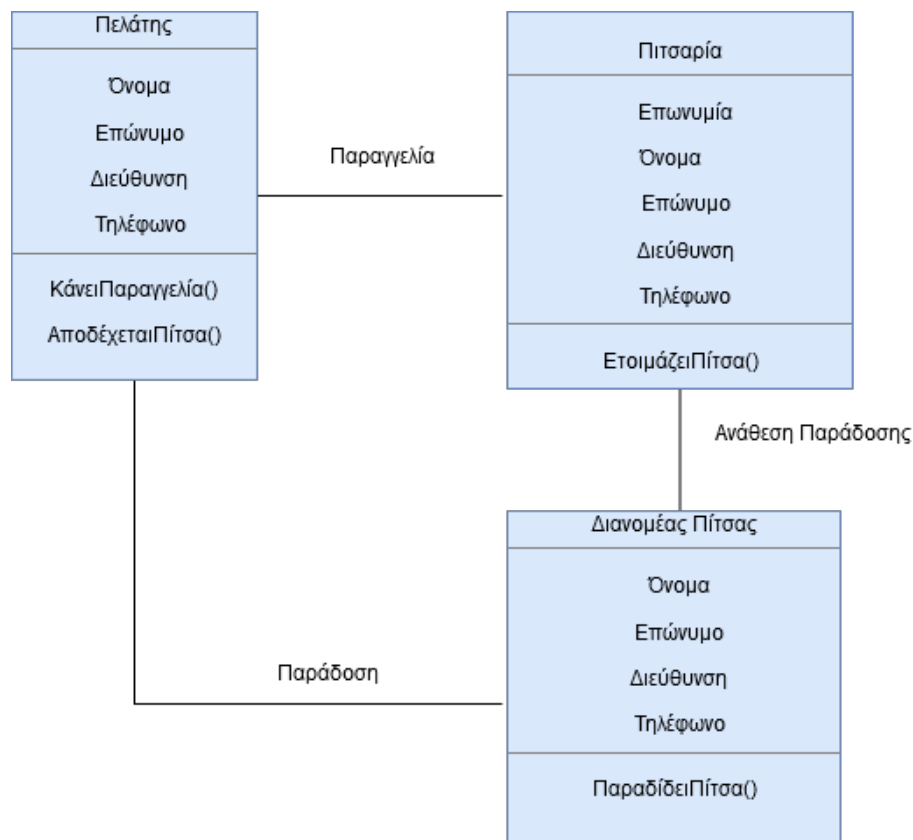 Πελάτης
Όνομα
Επώνυμο
Διεύθυνση
Τηλέφωνο
ΚάνειΠαραγγελία()
ΑποδέχεταιΠίτσα()
Παραγγελία
Πιτσαρία
Επωνυμία
Όνομα
Επώνυμο
Διεύθυνση
Τηλέφωνο
ΕτοιμάζειΠίτσα()
Ανάθεση Παράδοσης
Διανομέας Πίτσας
Όνομα
Επώνυμο
Διεύθυνση
Τηλέφωνο
ΠαραδίδειΠίτσα()
Παράδοση